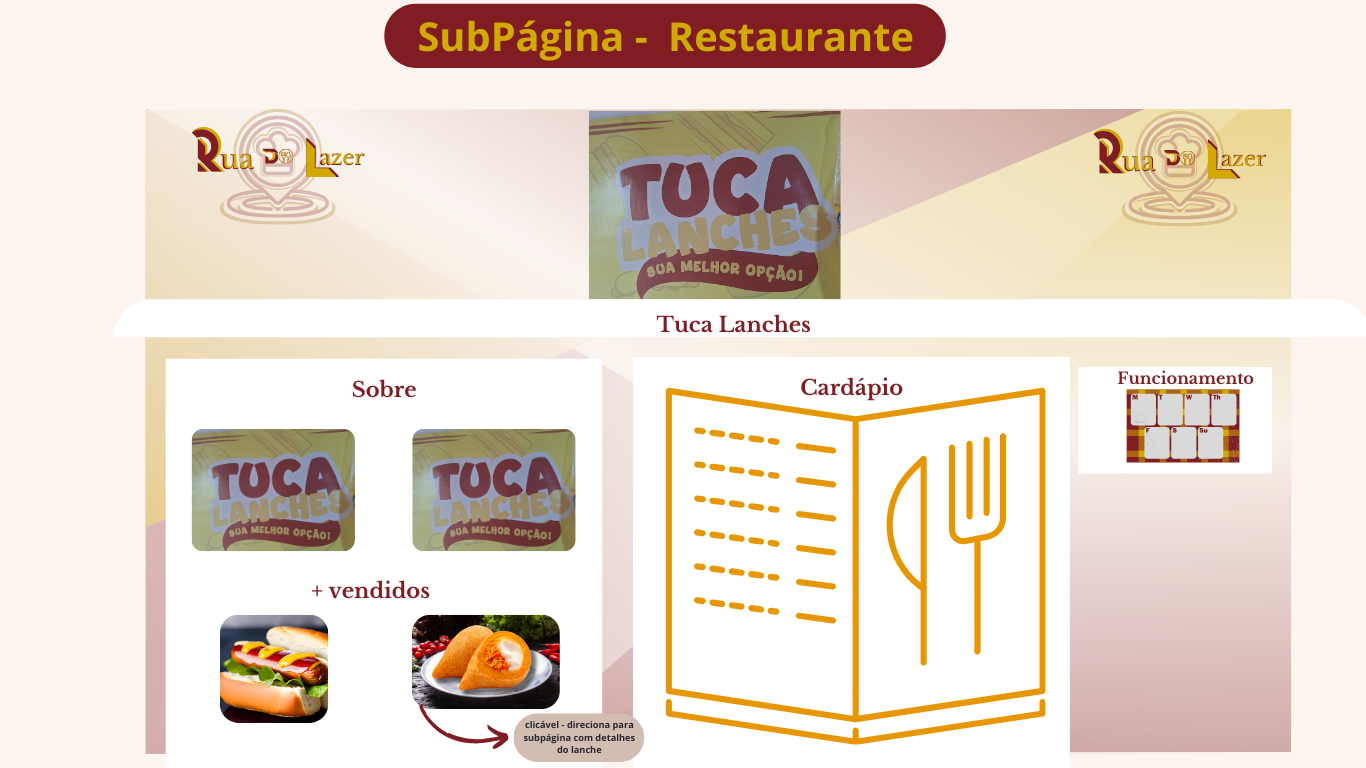 SubPágina -  Restaurante
Rua Do Lazer
TUCA
LANCHES
SUA MELHOR OPÇÃO!
Rua Do Lazer
Tuca Lanches
Sobre
TUCA
LANCHES
SUA MELHOR OPÇÃO!
TUCA
LANCHES
SUA MELHOR OPÇÃO!
+ vendidos
clicável - direciona para
subpágina com detalhes
do lanche
Cardápio
Funcionamento
M T W Th
F S Su